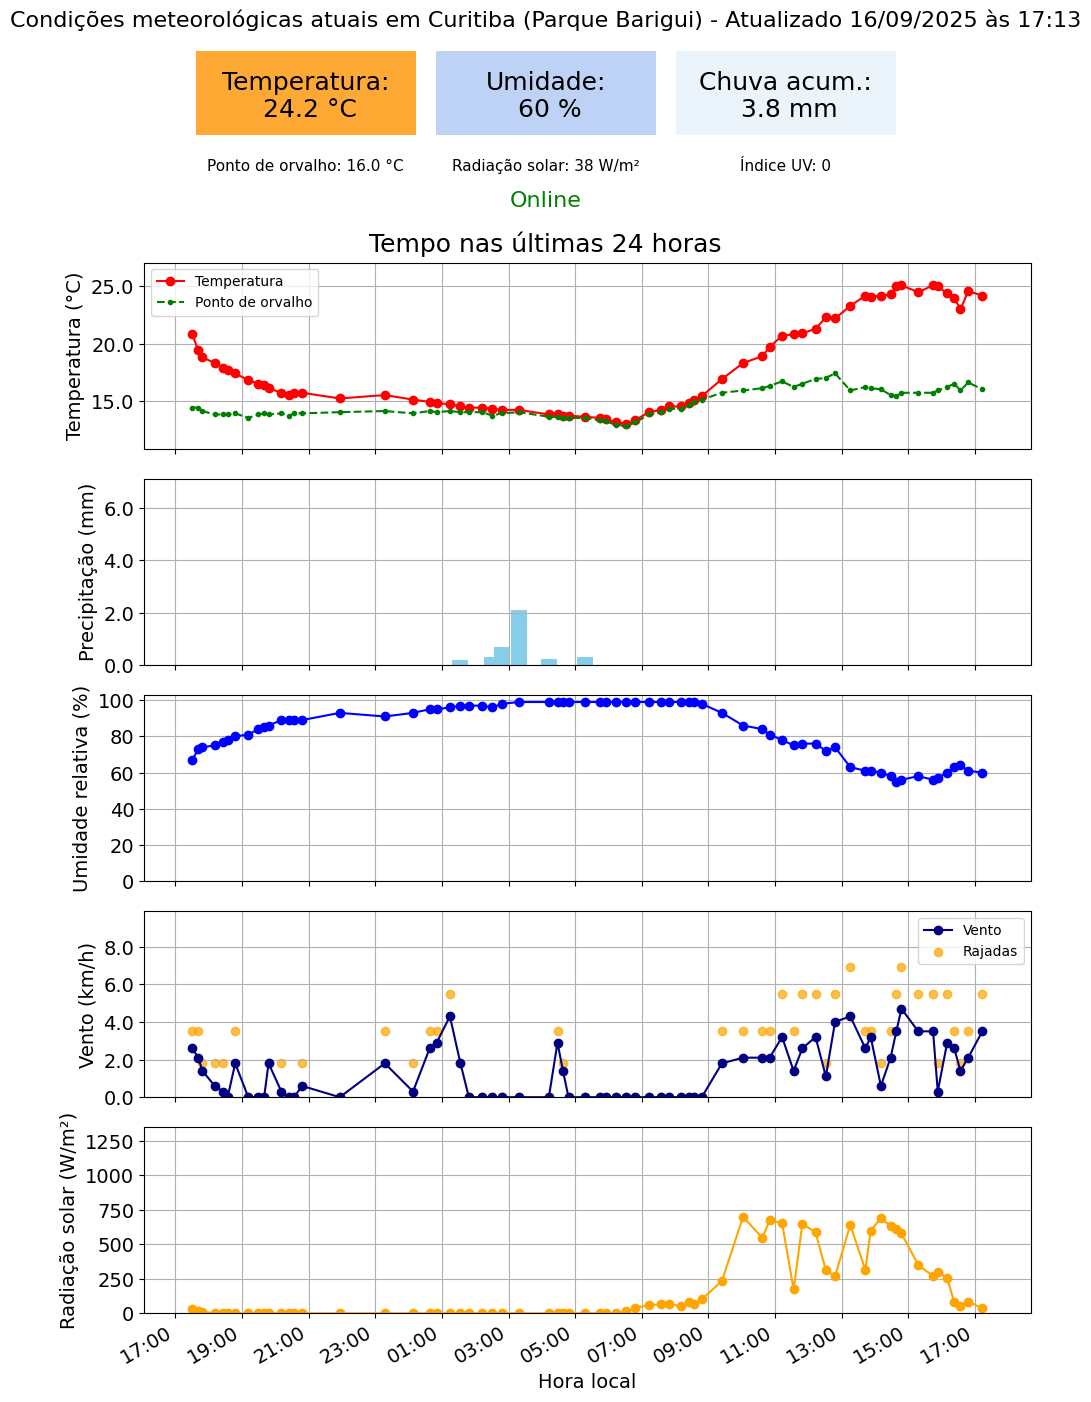 Condições meteorológicas atuais em Curitiba (Parque Barigui) - Atualizado 16/09/2025 às 17:13
Temperatura:
24.2 °C
Umidade:
60 %
Chuva acum.:
3.8 mm
Ponto de orvalho: 16.0 °C
Radiação solar: 38 W/m²
Índice UV: 0
Online
Tempo nas últimas 24 horas
Temperatura (°C)
25.0
20.0
15.0
Temperatura
Ponto de orvalho
Precipitação (mm)
6.0
4.0
2.0
0.0
Umidade relativa (%)
100
80
60
40
20
0
Vento (km/h)
8.0
6.0
4.0
2.0
0.0
Vento
Rajadas
Radiação solar (W/m²)
1250
1000
750
500
250
0
17:00
19:00
21:00
23:00
01:00
03:00
05:00
07:00
09:00
11:00
13:00
15:00
17:00
Hora local